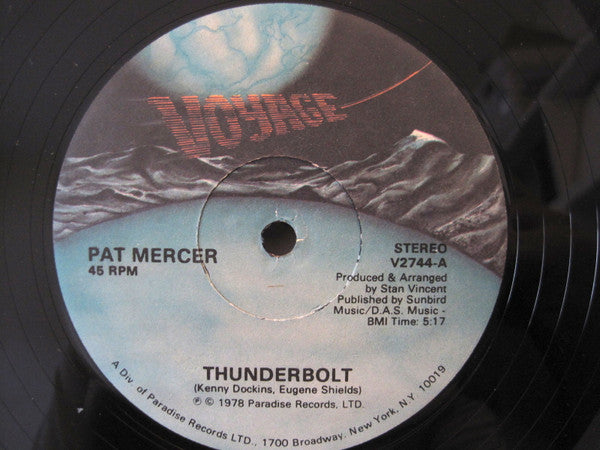 VOYAGE
PAT MERCER
45 RPM
STEREO
V2744-A
Produced & Arranged
by Stan Vincent
Published by Sunbird
Music/D.A.S. Music -
BMI Time: 5:17
THUNDERBOLT
(Kenny Dockins, Eugene Shields)
℗ © 1978 Paradise Records, LTD.
A Div. of Paradise Records LTD., 1700 Broadway, New York, N.Y. 10019